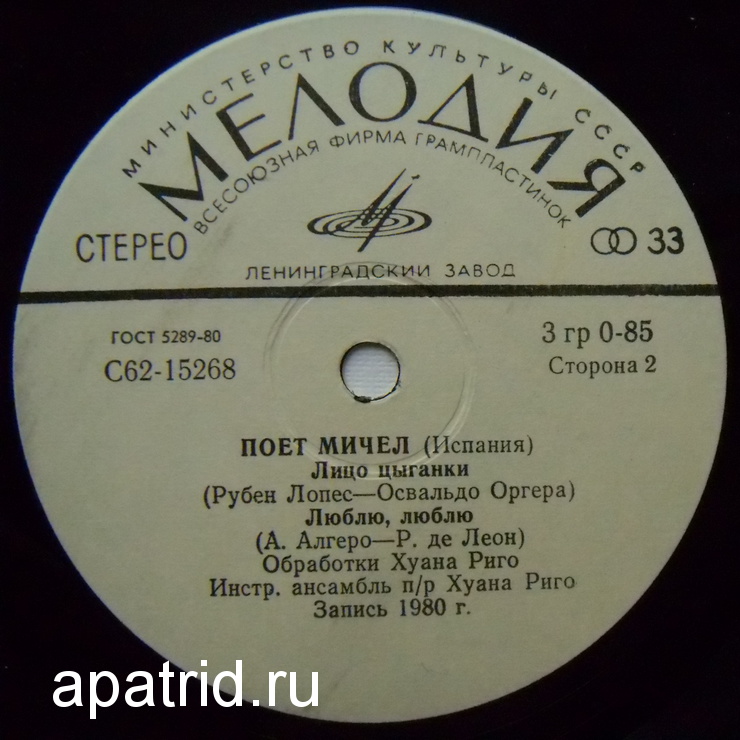 МИНИСТЕРСТВО КУЛЬТУРЫ СССР
МЕЛОДИЯ
ВСЕСОЮЗНАЯ ФИРМА ГРАМПЛАСТИНОК
СТЕРЕО
33
ЛЕНИНГРАДСКИЙ ЗАВОД
ГОСТ 5289-80
3 гр 0-85
С62-15268
Сторона 2
ПОЕТ МИЧЕЛ (Испания)
Лицо цыганки
(Рубен Лопес—Освальдо Оргера)
Люблю, люблю
(А. Алгеро—Р. де Леон)
Обработки Хуана Риго
Инстр. ансамбль п/р Хуана Риго
Запись 1980 г.
apatrid.ru